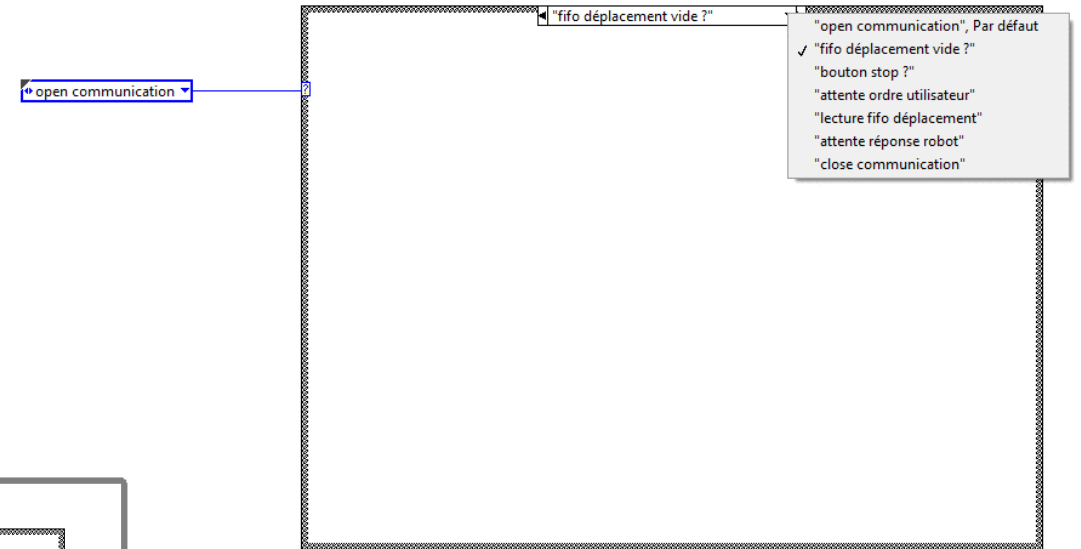 "fifo déplacement vide ?"
"open communication", Par défaut
✓ "fifo déplacement vide ?"
"bouton stop ?"
open communication
?
"attente ordre utilisateur"
"lecture fifo déplacement"
"attente réponse robot"
"close communication"